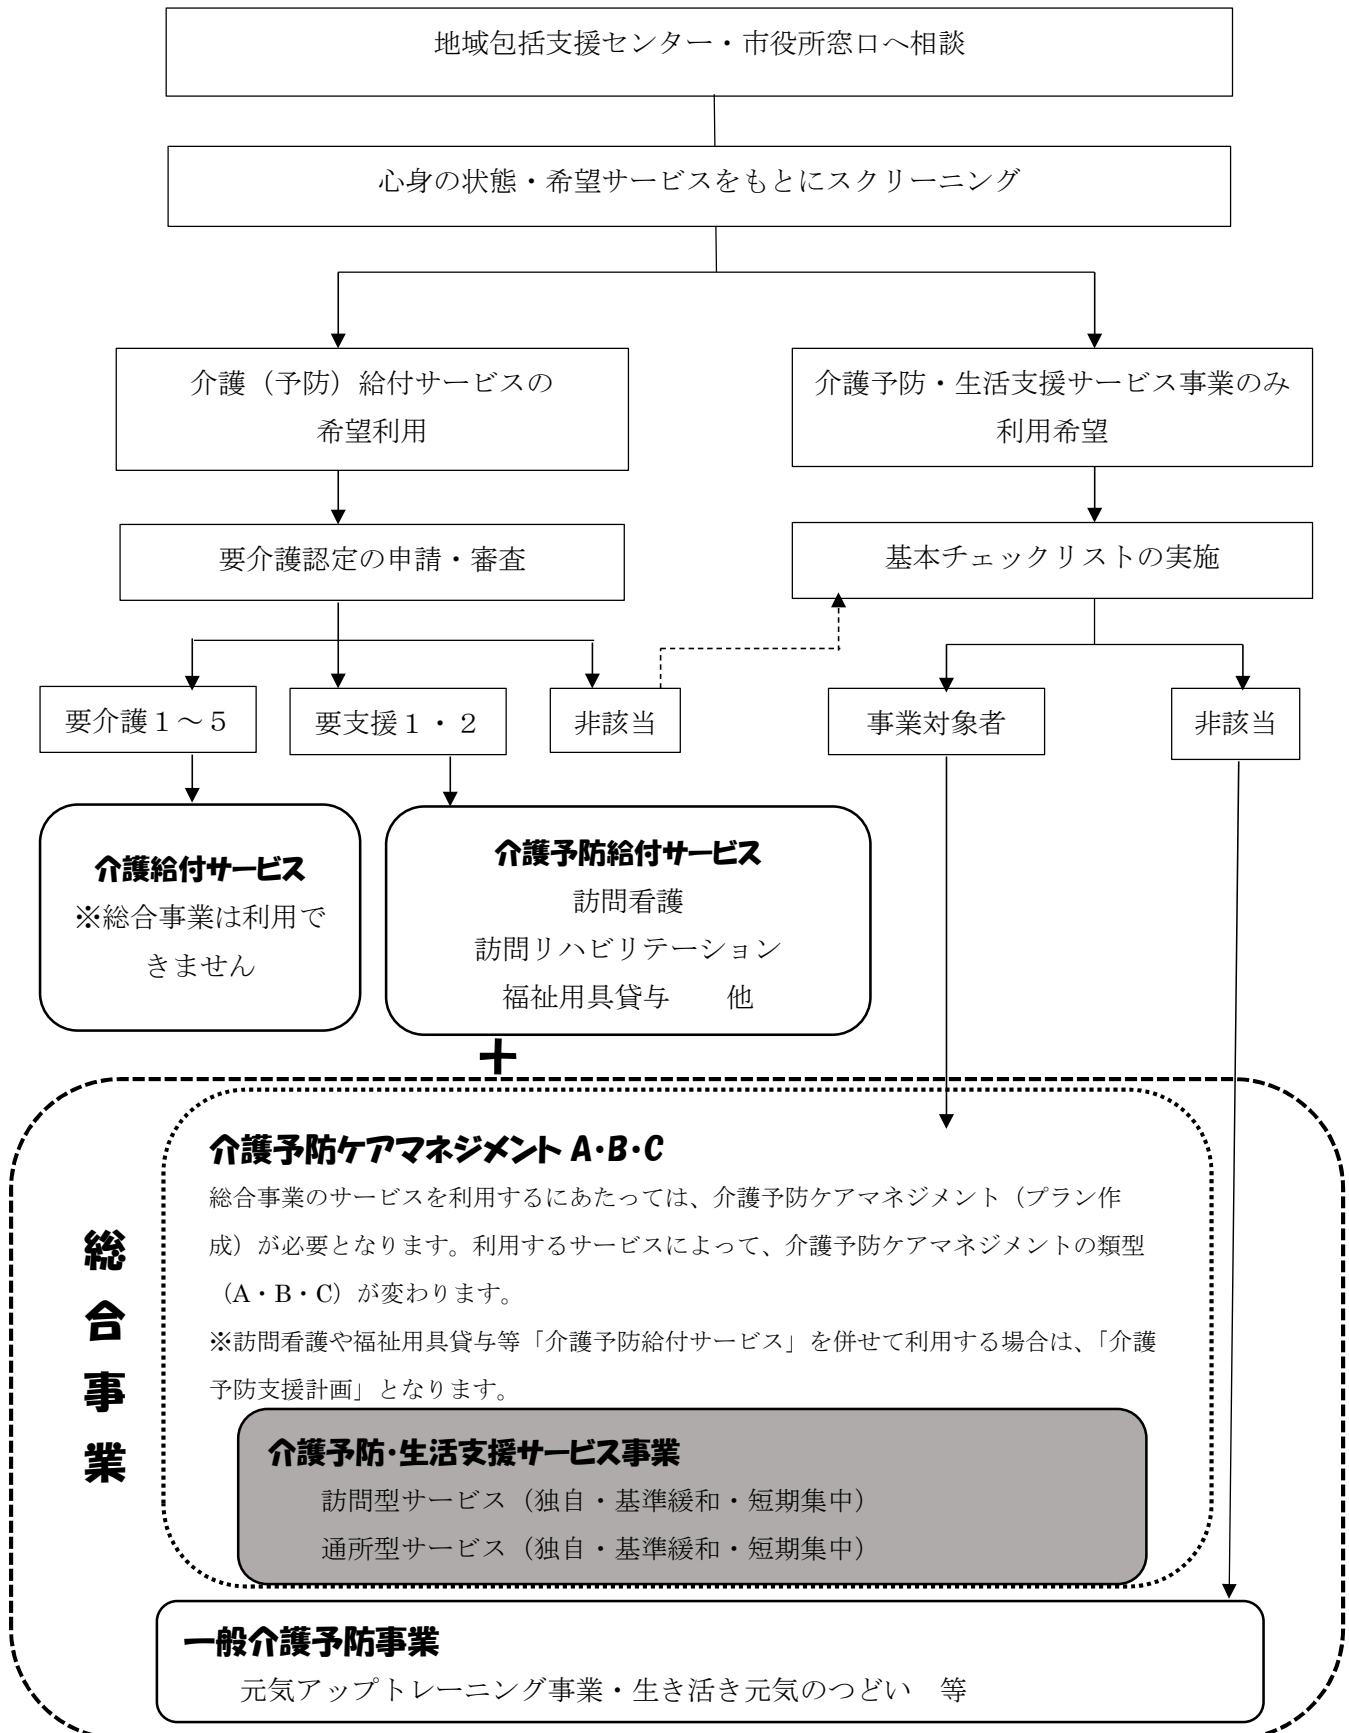 地域包括支援センター・市役所窓口へ相談
心身の状態・希望サービスをもとにスクリーニング
介護（予防）給付サービスの
希望利用
介護予防・生活支援サービス事業のみ
利用希望
要介護認定の申請・審査
基本チェックリストの実施
要介護１～５
要支援１・２
非該当
事業対象者
非該当
介護給付サービス
※総合事業は利用で
きません
介護予防給付サービス
訪問看護
訪問リハビリテーション
福祉用具貸与　　他
＋
総合事業
介護予防ケアマネジメント A・B・C
総合事業のサービスを利用するにあたっては、介護予防ケアマネジメント（プラン作
成）が必要となります。利用するサービスによって、介護予防ケアマネジメントの類型
（A・B・C）が変わります。
※訪問看護や福祉用具貸与等「介護予防給付サービス」を併せて利用する場合は、「介護
予防支援計画」となります。
介護予防・生活支援サービス事業
訪問型サービス（独自・基準緩和・短期集中）
通所型サービス（独自・基準緩和・短期集中）
一般介護予防事業
元気アップトレーニング事業・生き活き元気のつどい　等